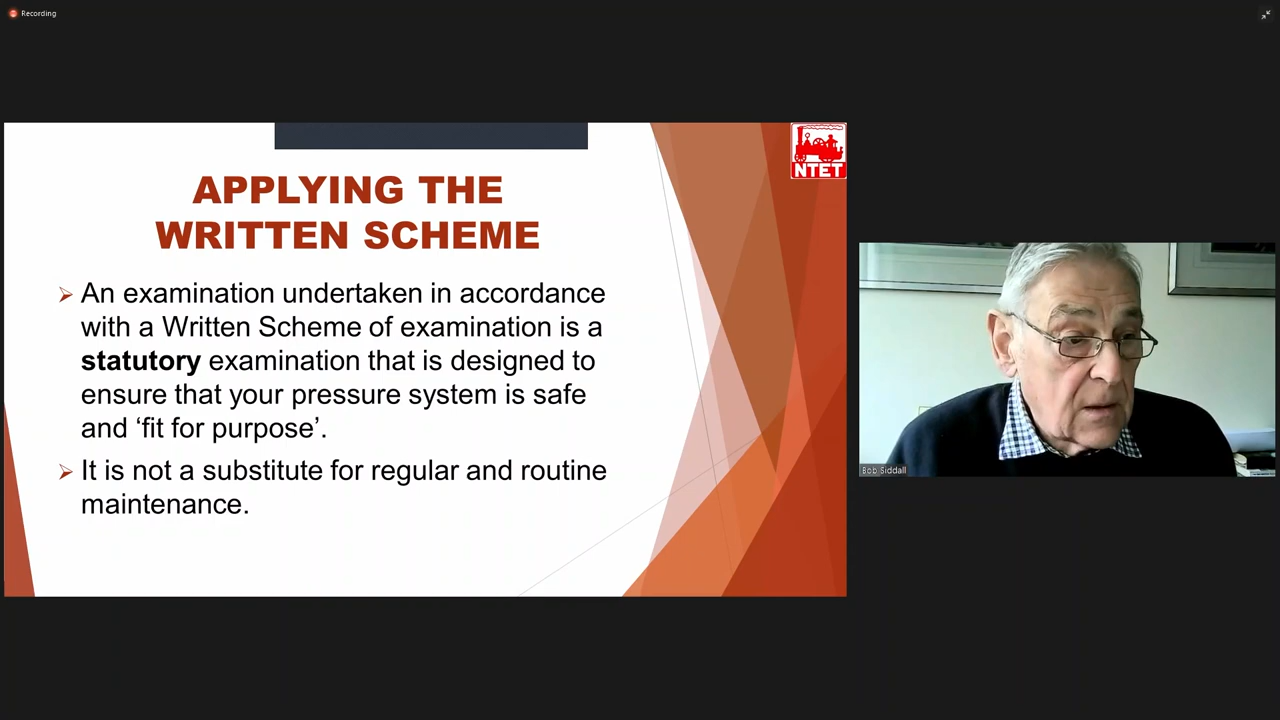 Recording
NTET
APPLYING THE
WRITTEN SCHEME
An examination undertaken in accordance
with a Written Scheme of examination is a
statutory examination that is designed to
ensure that your pressure system is safe
and ‘fit for purpose’.
It is not a substitute for regular and routine
maintenance.
Bob Siddall